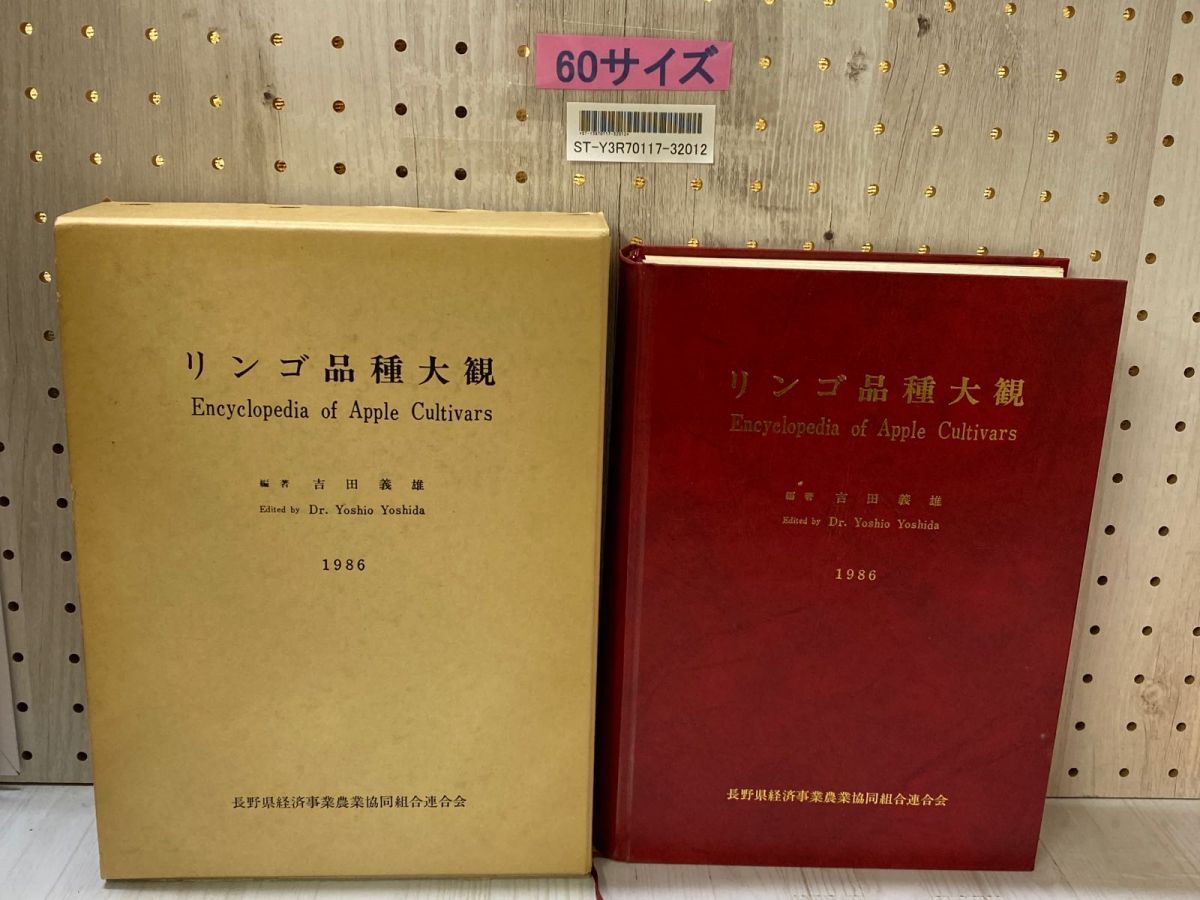 60サイズ
ST-Y3R70117-32012
リンゴ品種大観
Encyclopedia of Apple Cultivars
編著 吉田義雄
Edited by Dr. Yoshio Yoshida
1986
長野県経済事業農業協同組合連合会
リンゴ品種大観
Encyclopedia of Apple Cultivars
編著 吉田義雄
Edited by Dr. Yoshio Yoshida
1986
長野県経済事業農業協同組合連合会